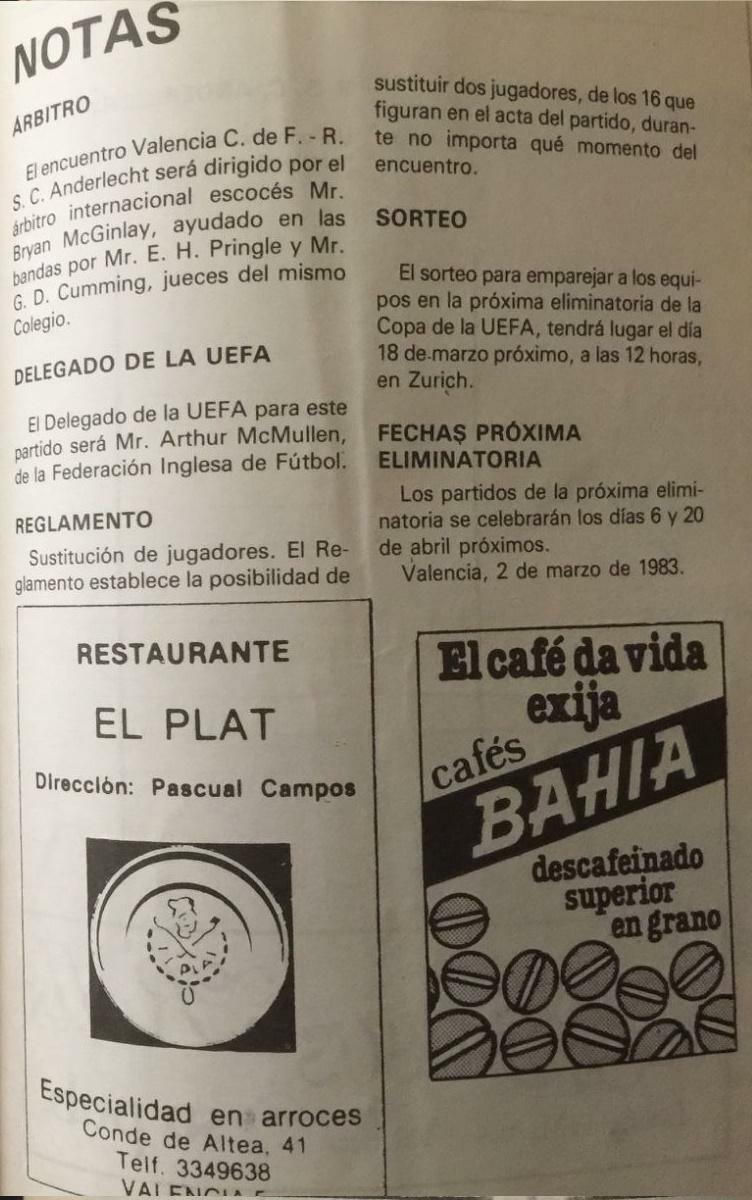 NOTAS
ÁRBITRO
El encuentro Valencia C. de F. - R.
S. C. Anderlecht será dirigido por el
árbitro internacional escocés Mr.
Bryan McGinlay, ayudado en las
bandas por Mr. E. H. Pringle y Mr.
G. D. Cumming, jueces del mismo
Colegio.
DELEGADO DE LA UEFA
El Delegado de la UEFA para este
partido será Mr. Arthur McMullen,
de la Federación Inglesa de Fútbol.
REGLAMENTO
Sustitución de jugadores. El Re-
glamento establece la posibilidad de
sustituir dos jugadores, de los 16 que
figuran en el acta del partido, duran-
te no importa qué momento del
encuentro.
SORTEO
El sorteo para emparejar a los equi-
pos en la próxima eliminatoria de la
Copa de la UEFA, tendrá lugar el día
18 de marzo próximo, a las 12 horas,
en Zurich.
FECHAS PRÓXIMA
ELIMINATORIA
Los partidos de la próxima elimi-
natoria se celebrarán los días 6 y 20
de abril próximos.
Valencia, 2 de marzo de 1983.
RESTAURANTE
EL PLAT
Dirección: Pascual Campos
PLAT
Especialidad en arroces
Conde de Altea, 41
Telf. 3349638
VALENCIA
El café da vida
exija
cafés
BAHIA
descafeinado
superior
en grano